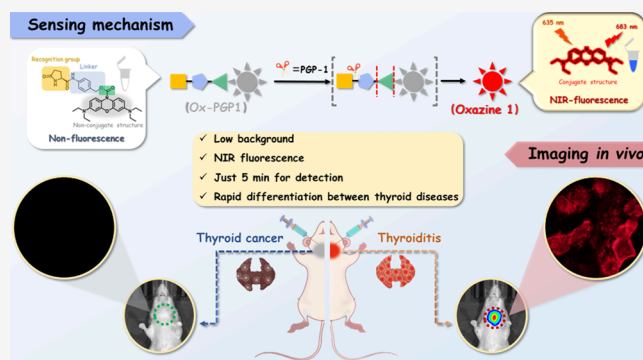 Sensing mechanism
Recognition group
Linker
Non-conjugate structure
Non-fluorescence
(Ox-PGP1)
=PGP-1
(Oxazine 1)
635 nm
663 nm
Conjugate structure
NIR-fluorescence
✓ Low background
✓ NIR fluorescence
✓ Just 5 min for detection
✓ Rapid differentiation between thyroid diseases
Imaging in vivo
Thyroid cancer
Thyroiditis